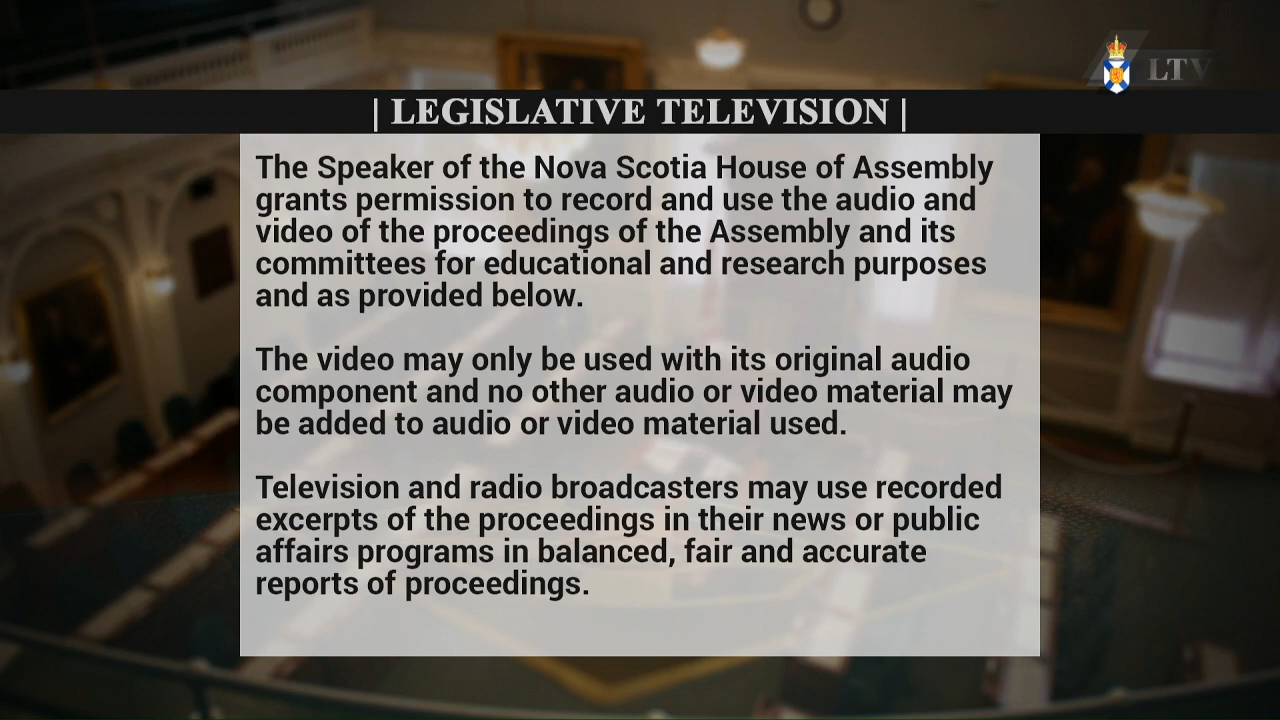 LTV
| LEGISLATIVE TELEVISION |
The Speaker of the Nova Scotia House of Assembly
grants permission to record and use the audio and
video of the proceedings of the Assembly and its
committees for educational and research purposes
and as provided below.
The video may only be used with its original audio
component and no other audio or video material may
be added to audio or video material used.
Television and radio broadcasters may use recorded
excerpts of the proceedings in their news or public
affairs programs in balanced, fair and accurate
reports of proceedings.